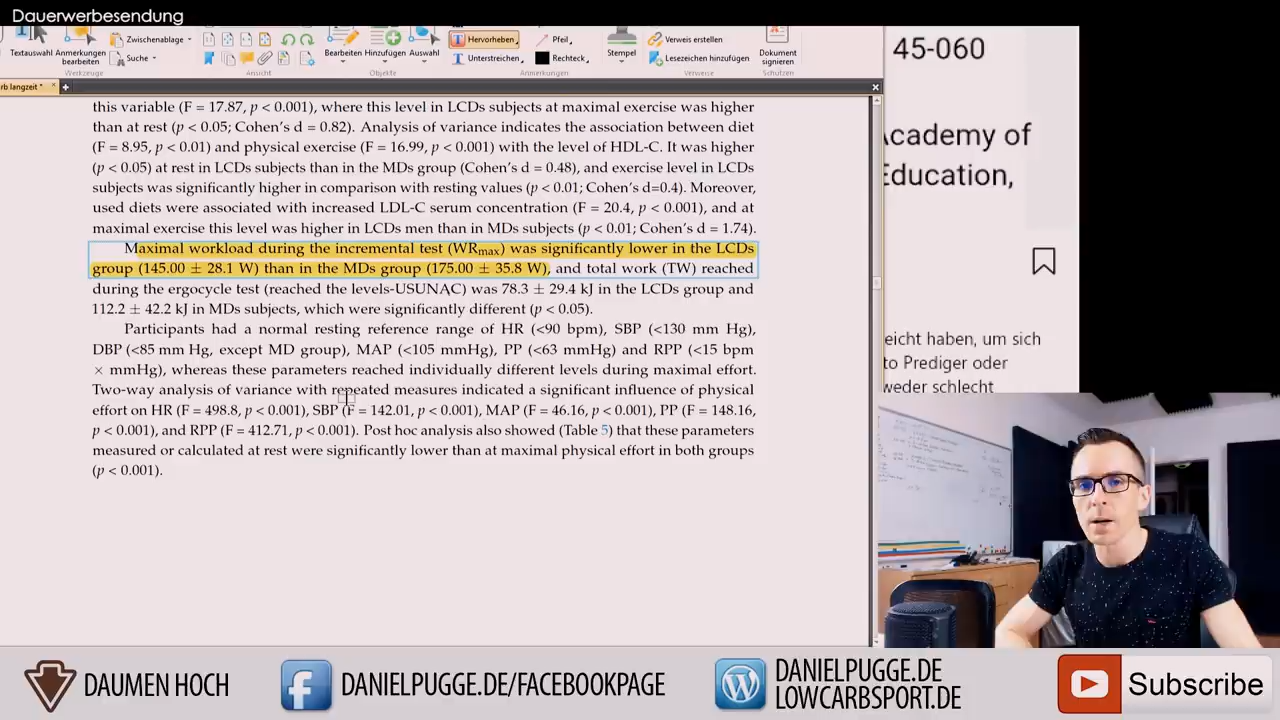 Dauerwerbesendung
Textauswahl
Anmerkungen
bearbeiten
Zwischenablage
Suche
Werkzeuge
Ansicht
Bearbeiten
Hinzufügen
Auswahl
Objekte
Hervorheben
Unterstreichen
Pfeil
Rechteck
Stempel
Anmerkungen
Verweis erstellen
Lesezeichen hinzufügen
Verweise
Dokument
signieren
Schützen
rb langzeit *
this variable (F = 17.87, p < 0.001), where this level in LCDs subjects at maximal exercise was higher
than at rest (p < 0.05; Cohen's d = 0.82). Analysis of variance indicates the association between diet
(F = 8.95, p < 0.01) and physical exercise (F = 16.99, p < 0.001) with the level of HDL-C. It was higher
(p < 0.05) at rest in LCDs subjects than in the MDs group (Cohen's d = 0.48), and exercise level in LCDs
subjects was significantly higher in comparison with resting values (p < 0.01; Cohen's d=0.4). Moreover,
used diets were associated with increased LDL-C serum concentration (F = 20.4, p < 0.001), and at
maximal exercise this level was higher in LCDs men than in MDs subjects (p < 0.01; Cohen's d = 1.74).
Maximal workload during the incremental test (WRmax) was significantly lower in the LCDs
group (145.00 ± 28.1 W) than in the MDs group (175.00 ± 35.8 W), and total work (TW) reached
during the ergocycle test (reached the levels-USUNĄĆ) was 78.3 ± 29.4 kJ in the LCDs group and
112.2 ± 42.2 kJ in MDs subjects, which were significantly different (p < 0.05).
Participants had a normal resting reference range of HR (<90 bpm), SBP (<130 mm Hg),
DBP (<85 mm Hg, except MD group), MAP (<105 mmHg), PP (<63 mmHg) and RPP (<15 bpm
× mmHg), whereas these parameters reached individually different levels during maximal effort.
Two-way analysis of variance with repeated measures indicated a significant influence of physical
effort on HR (F = 498.8, p < 0.001), SBP (F = 142.01, p < 0.001), MAP (F = 46.16, p < 0.001), PP (F = 148.16,
p < 0.001), and RPP (F = 412.71, p < 0.001). Post hoc analysis also showed (Table 5) that these parameters
measured or calculated at rest were significantly lower than at maximal physical effort in both groups
(p < 0.001).
45-060
Academy of
Education,
eicht haben, um sich
to Prediger oder
weder schlecht
DAUMEN HOCH
DANIELPUGGE.DE/FACEBOOKPAGE
DANIELPUGGE.DE
LOWCARBSPORT.DE
Subscribe